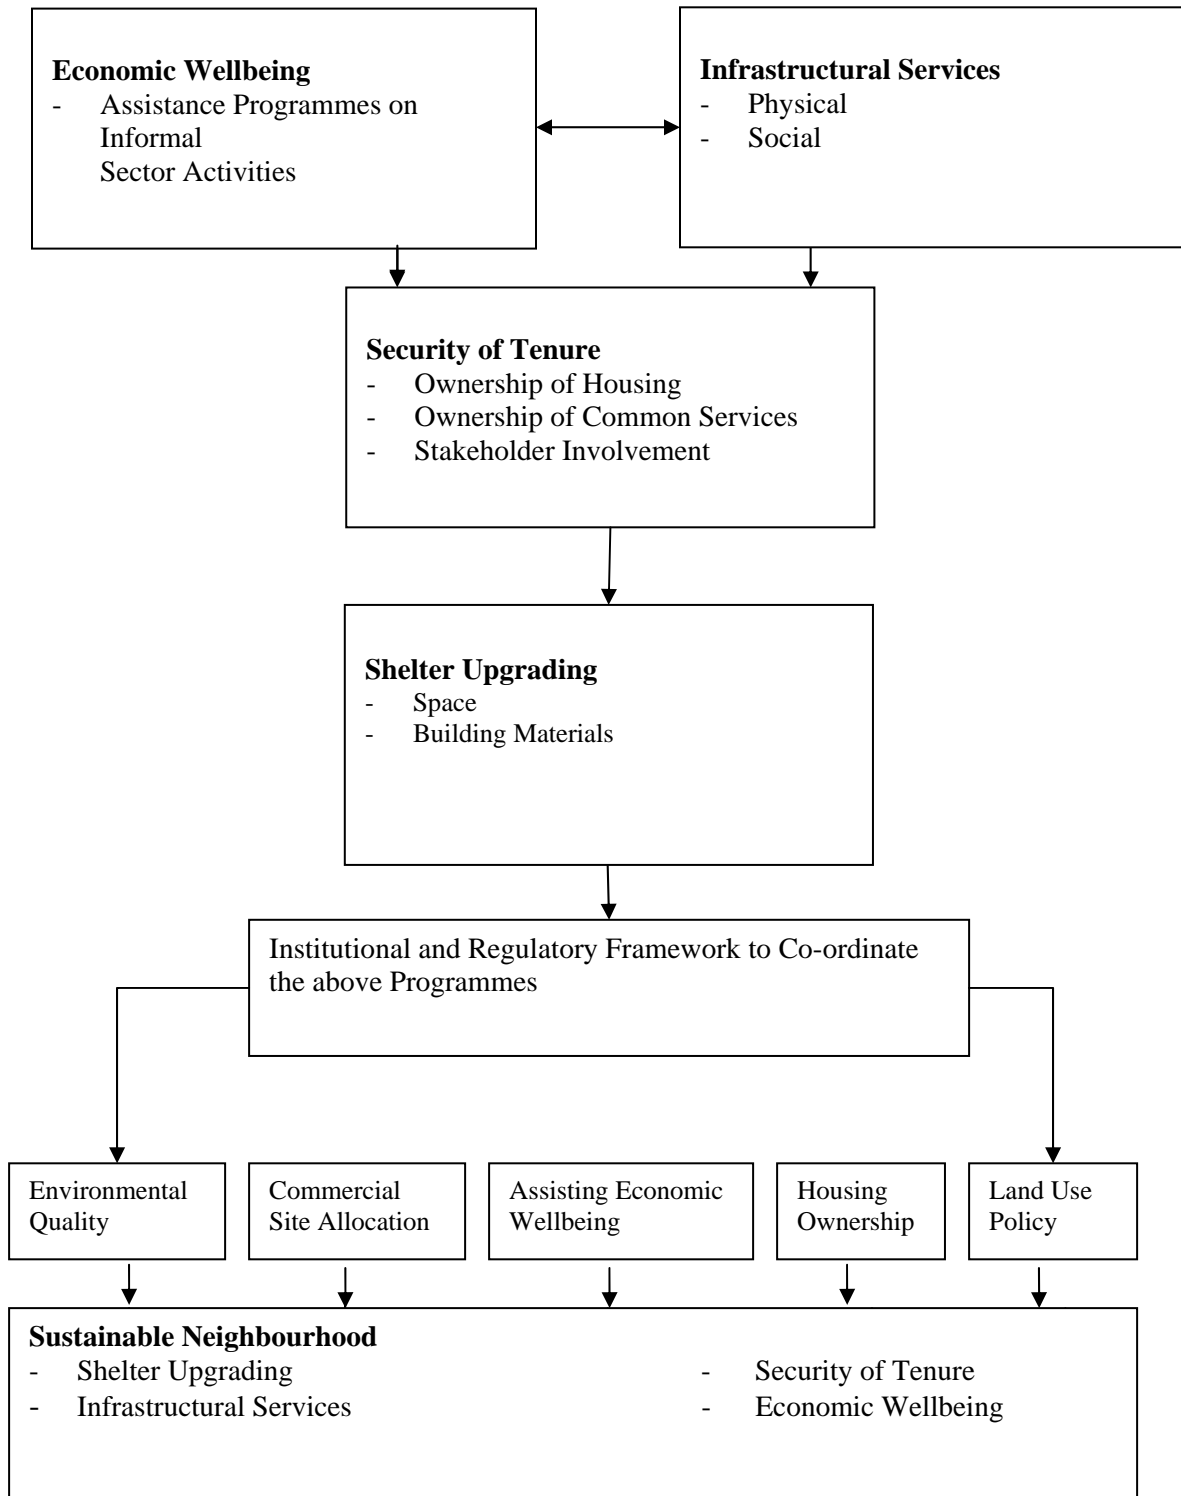 Economic Wellbeing
- Assistance Programmes on
Informal
Sector Activities
Infrastructural Services
- Physical
- Social
Security of Tenure
- Ownership of Housing
- Ownership of Common Services
- Stakeholder Involvement
Shelter Upgrading
- Space
- Building Materials
Institutional and Regulatory Framework to Co-ordinate
the above Programmes
Environmental
Quality
Commercial
Site Allocation
Assisting Economic
Wellbeing
Housing
Ownership
Land Use
Policy
Sustainable Neighbourhood
- Shelter Upgrading
- Infrastructural Services
- Security of Tenure
- Economic Wellbeing